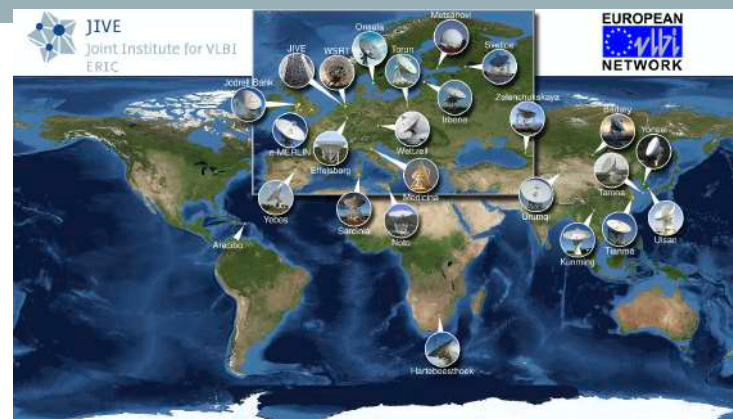 JIVE
Joint Institute for VLBI
ERIC
EUROPEAN
vlbi
NETWORK
Metsähovi
Onsala
JIVE
WSRT
Torun
Svetloe
Jodrell Bank
Zelenchukskaya
Irbene
Badary
Yonsei
e-MERLIN
Wettzell
Effelsberg
Tamna
Medicina
Yebes
Urumqi
Sardinia
Noto
Ulsan
Arecibo
Kunming
Tianma
Hartebeesthoek